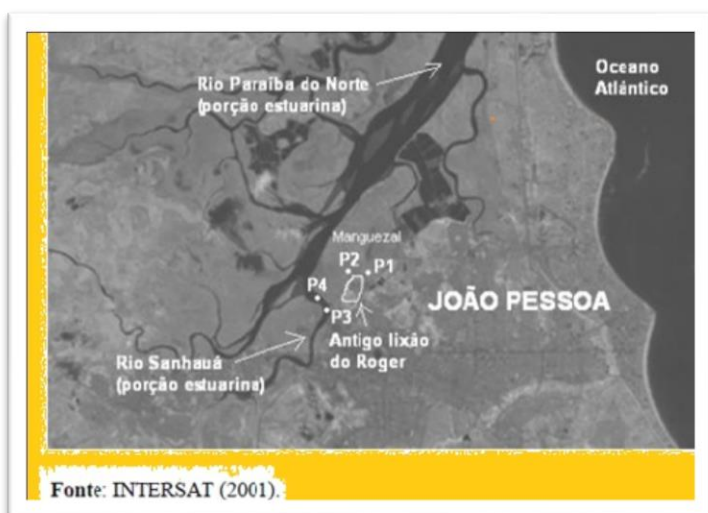 Rio Paraíba do Norte
(porção estuarina)
Oceano
Atlântico
Manguezal
P2
P1
P4
P3
JOÃO PESSOA
Antigo lixão
do Roger
Rio Sanhauá
(porção estuarina)
Fonte: INTERSAT (2001).